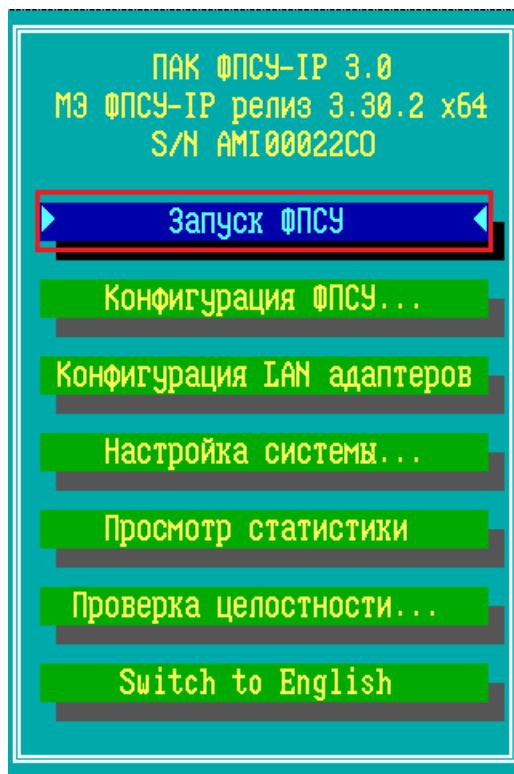 ПАК ФПСУ-IP 3.0
МЭ ФПСУ-IP релиз 3.30.2 x64
S/N AMI00022CO
Запуск ФПСУ
Конфигурация ФПСУ...
Конфигурация LAN адаптеров
Настройка системы...
Просмотр статистики
Проверка целостности...
Switch to English